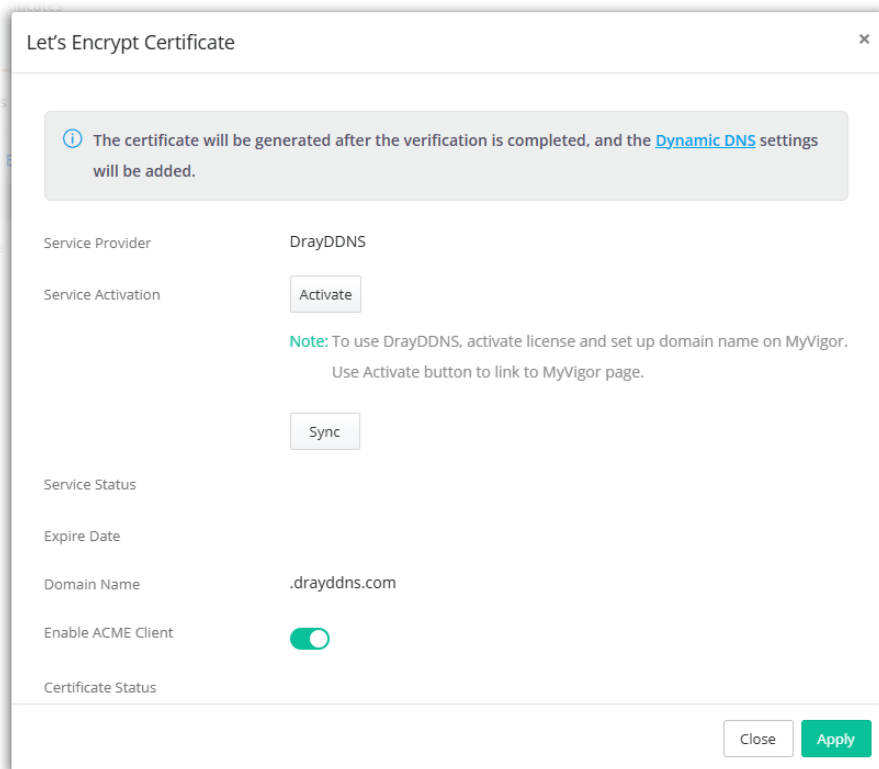 Let's Encrypt Certificate ×
The certificate will be generated after the verification is completed, and the Dynamic DNS settings
will be added.
Service Provider DrayDDNS
Service Activation Activate
Note: To use DrayDDNS, activate license and set up domain name on MyVigor.
Use Activate button to link to MyVigor page.
Sync
Service Status
Expire Date
Domain Name .drayddns.com
Enable ACME Client
Certificate Status
Close Apply